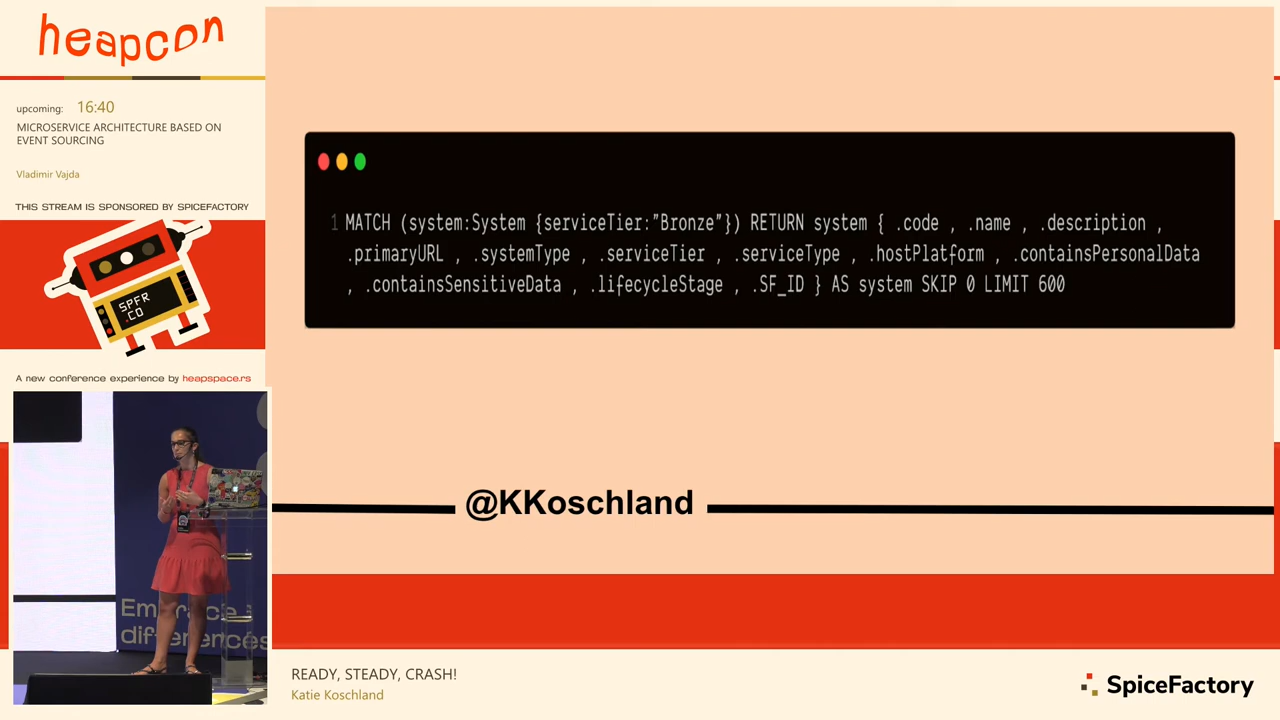 heapcon
upcoming: 16:40
MICROSERVICE ARCHITECTURE BASED ON
EVENT SOURCING
Vladimir Vajda
THIS STREAM IS SPONSORED BY SPICEFACTORY
SPFR
.CO
A new conference experience by heapspace.rs
1 MATCH (system:System {serviceTier:"Bronze"}) RETURN system { .code , .name , .description ,
.primaryURL , .systemType , .serviceTier , .serviceType , .hostPlatform , .containsPersonalData
, .containsSensitiveData , .lifecycleStage , .SF_ID } AS system SKIP 0 LIMIT 600
@KKoschland
Embrace
differences
READY, STEADY, CRASH!
Katie Koschland
SpiceFactory